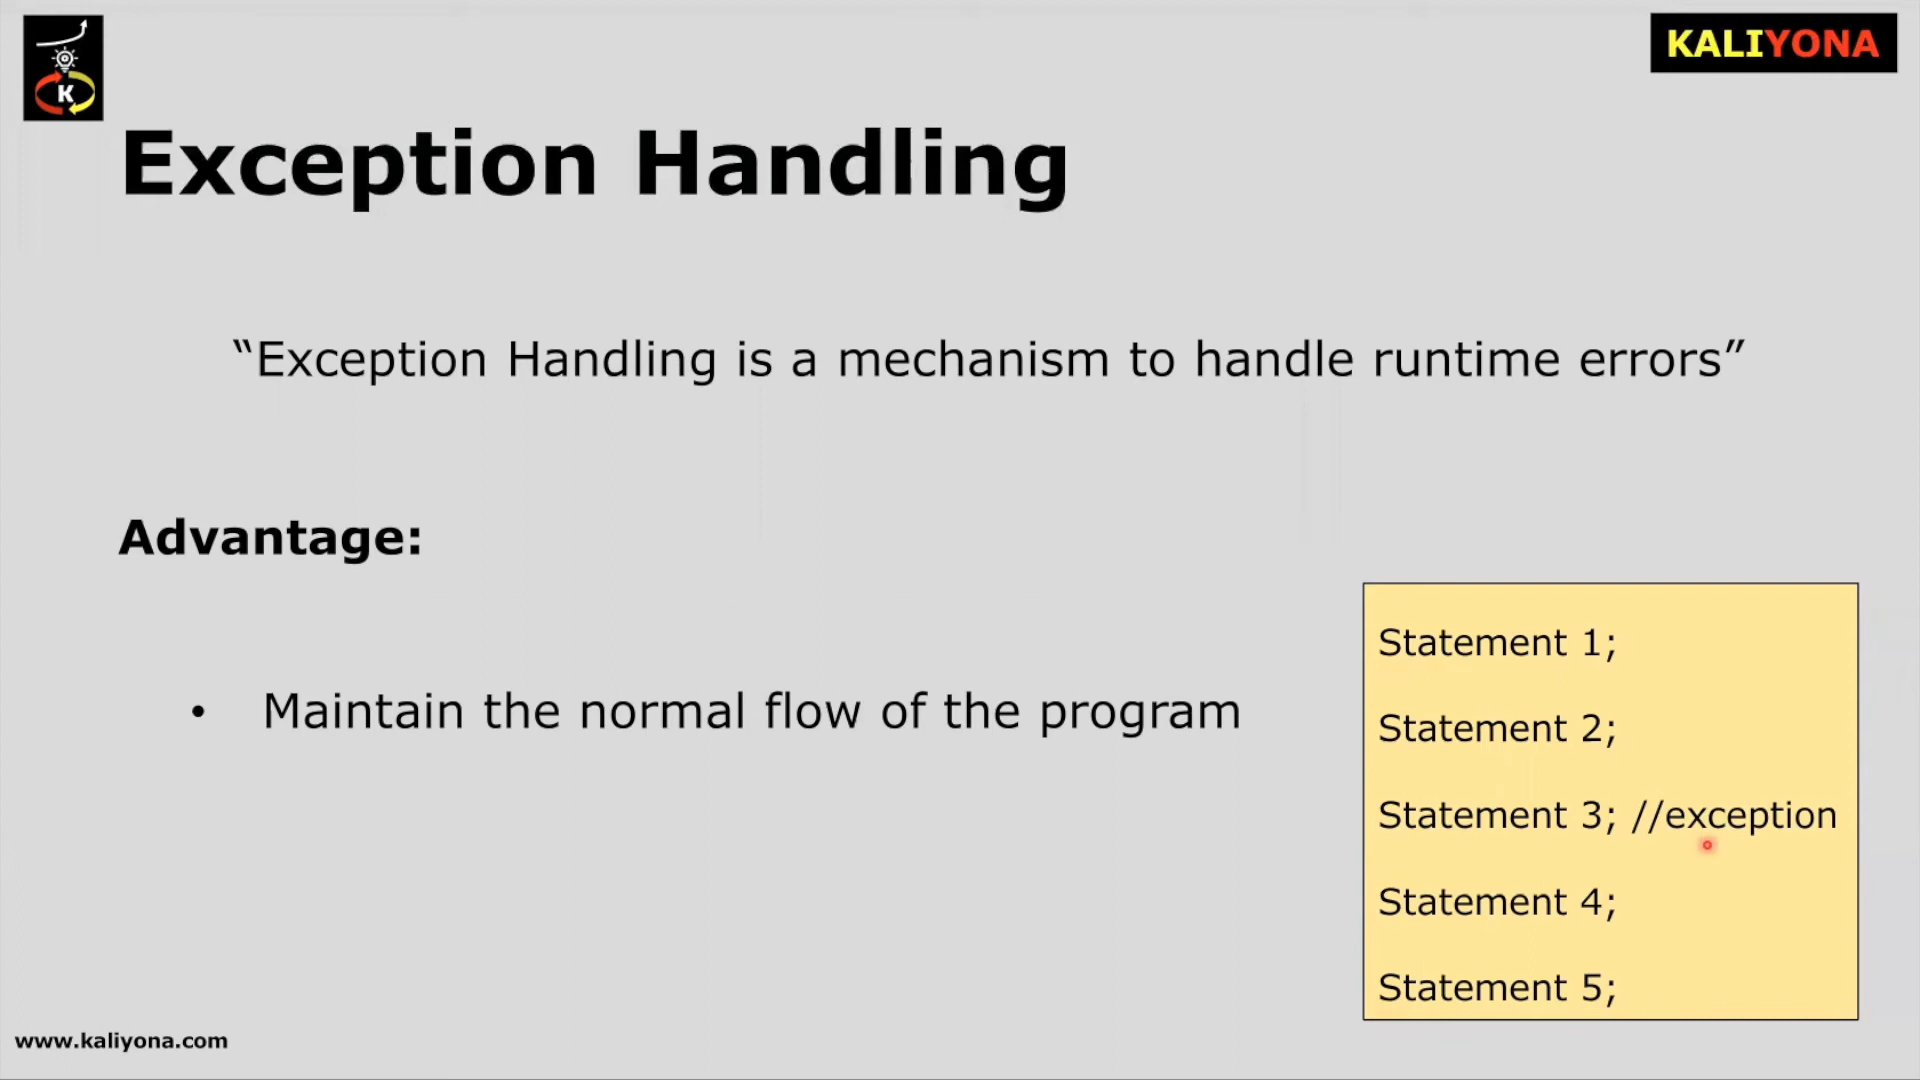 K
KALIYONA
Exception Handling
“Exception Handling is a mechanism to handle runtime errors”
Advantage:
• Maintain the normal flow of the program
Statement 1;
Statement 2;
Statement 3; //exception
Statement 4;
Statement 5;
www.kaliyona.com